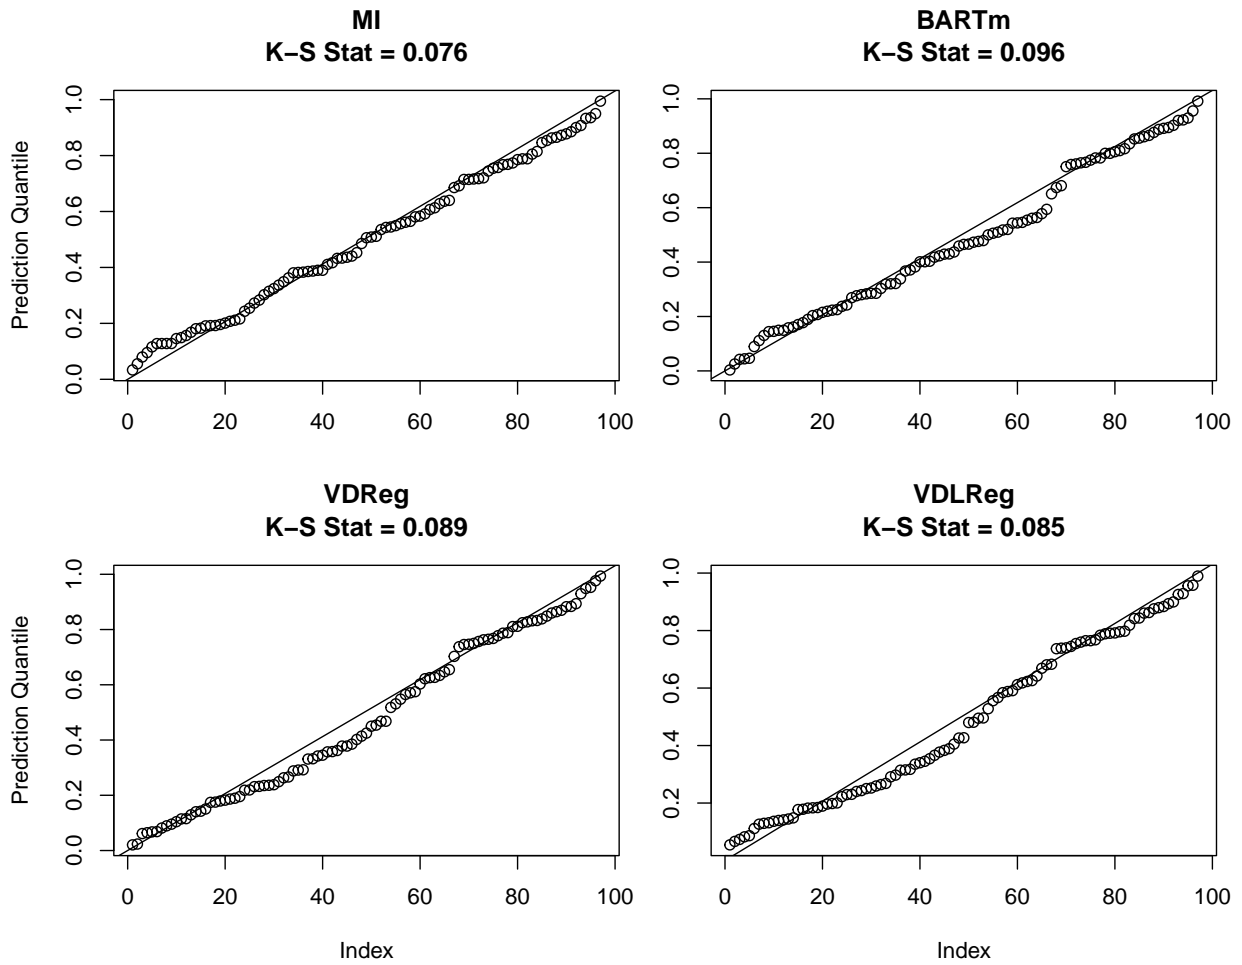 MI
K−S Stat = 0.076
Prediction Quantile
1.0
0.8
0.6
0.4
0.2
0.0
0 20 40 60 80 100
BARTm
K−S Stat = 0.096
1.0
0.8
0.6
0.4
0.2
0.0
0 20 40 60 80 100
VDReg
K−S Stat = 0.089
Prediction Quantile
1.0
0.8
0.6
0.4
0.2
0.0
0 20 40 60 80 100
Index
VDLReg
K−S Stat = 0.085
1.0
0.8
0.6
0.4
0.2
0 20 40 60 80 100
Index